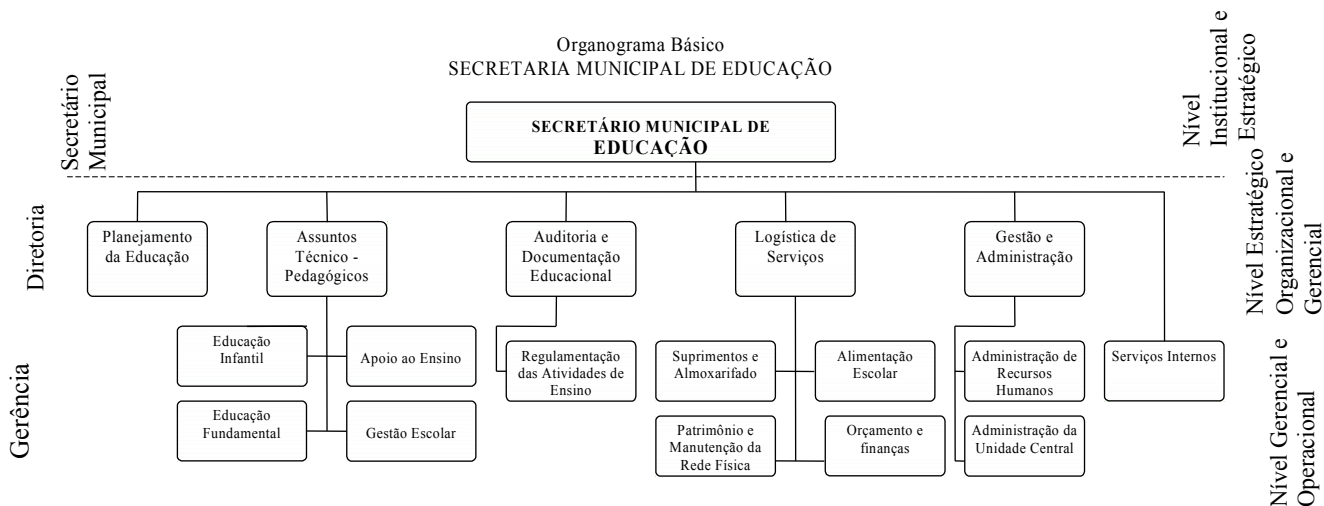 Organograma Básico
SECRETARIA MUNICIPAL DE EDUCAÇÃO
Secretário
Municipal
SECRETÁRIO MUNICIPAL DE
EDUCAÇÃO
Nível
Institucional e
Estratégico
Diretoria
Planejamento
da Educação
Assuntos
Técnico -
Pedagógicos
Auditoria e
Documentação
Educacional
Logística de
Serviços
Gestão e
Administração
Nível Estratégico
Organizacional e
Gerencial
Gerência
Educação
Infantil
Apoio ao Ensino
Educação
Fundamental
Gestão Escolar
Regulamentação
das Atividades de
Ensino
Suprimentos e
Almoxarifado
Alimentação
Escolar
Patrimônio e
Manutenção da
Rede Física
Orçamento e
finanças
Administração de
Recursos
Humanos
Administração da
Unidade Central
Serviços Internos
Nível Gerencial e
Operacional